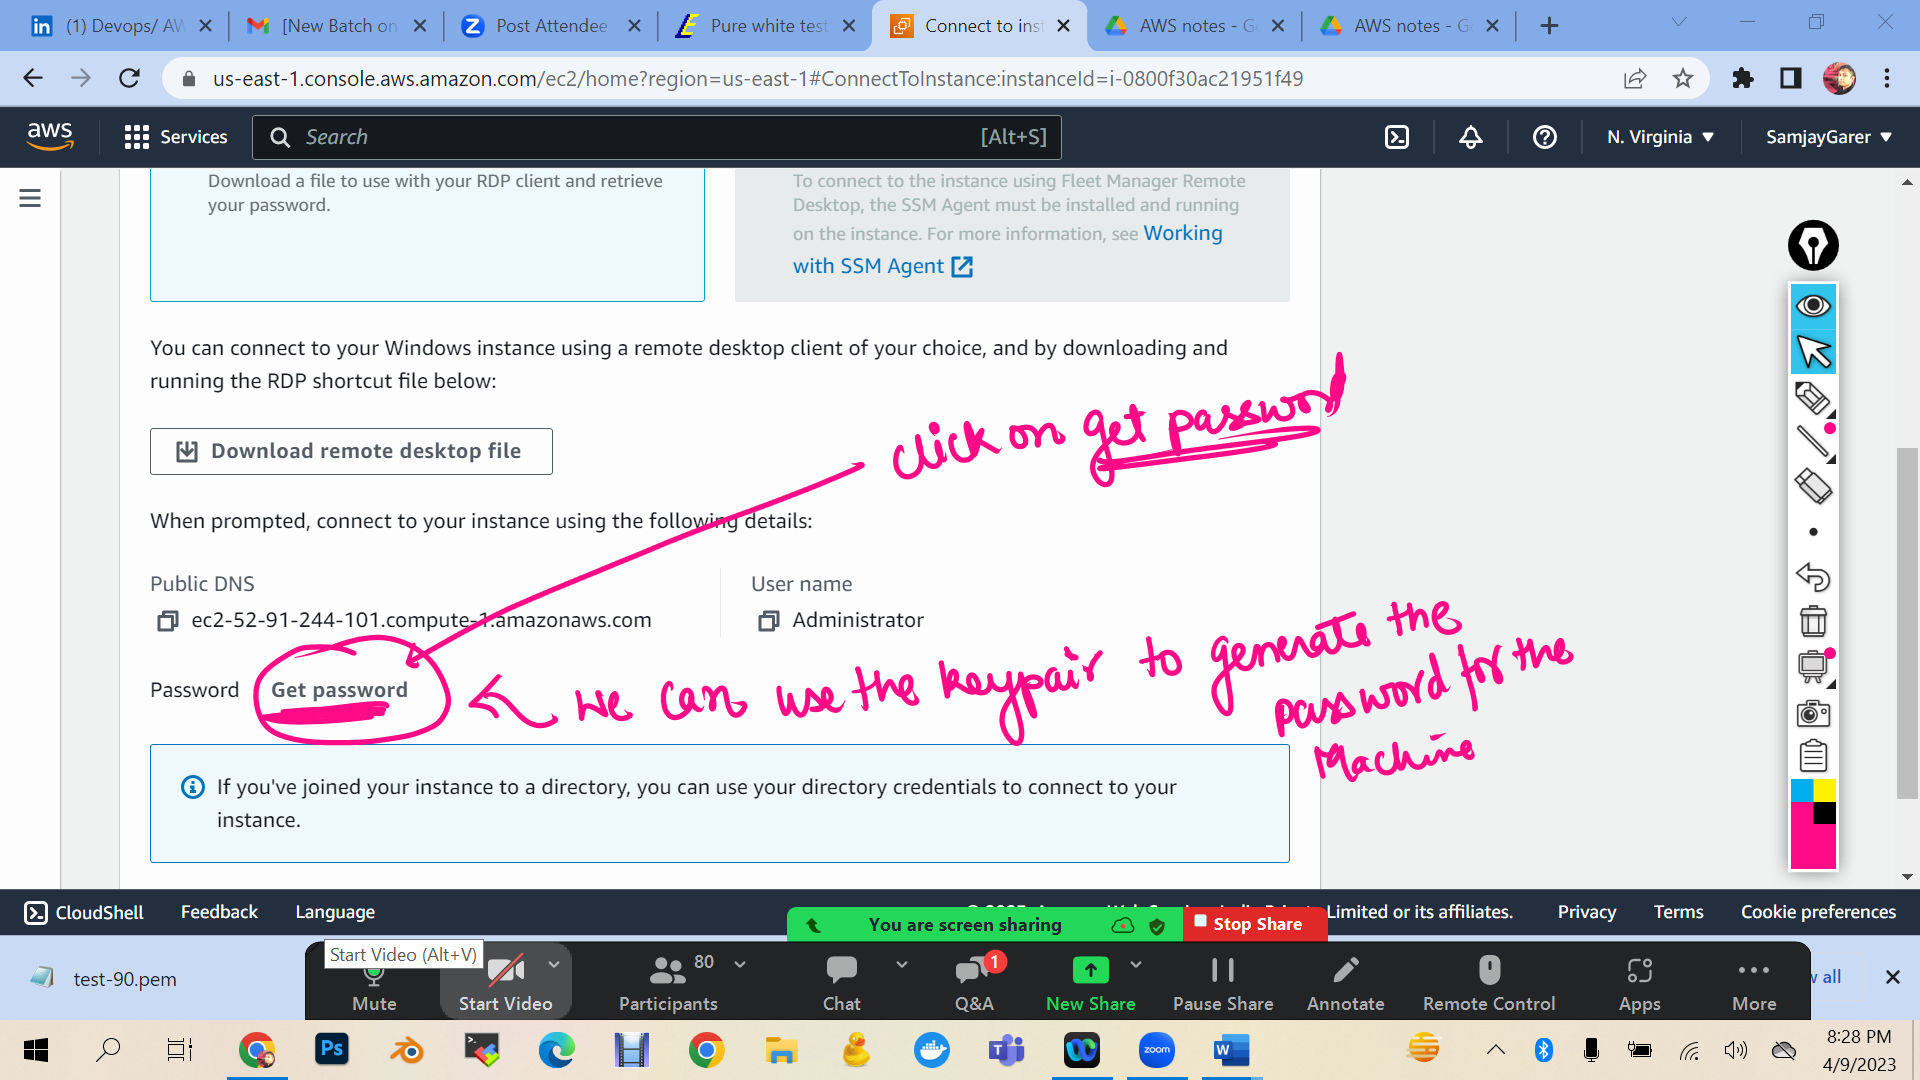 (1) Devops/ AW
[New Batch on
Post Attendee
Pure white test
Connect to inst
AWS notes - Go
AWS notes - Go
us-east-1.console.aws.amazon.com/ec2/home?region=us-east-1#ConnectToInstance:instanceId=i-0800f30ac21951f49
aws
Services
Search
[Alt+S]
N. Virginia
SamjayGarer
Download a file to use with your RDP client and retrieve
your password.
To connect to the instance using Fleet Manager Remote
Desktop, the SSM Agent must be installed and running
on the instance. For more information, see Working
with SSM Agent
You can connect to your Windows instance using a remote desktop client of your choice, and by downloading and
running the RDP shortcut file below:
click on get password
Download remote desktop file
When prompted, connect to your instance using the following details:
Public DNS
ec2-52-91-244-101.compute-1.amazonaws.com
User name
Administrator
Password
Get password
we can use the keypair to generate the
password for the
Machine
If you've joined your instance to a directory, you can use your directory credentials to connect to your
instance.
CloudShell
Feedback
Language
Limited or its affiliates.
Privacy
Terms
Cookie preferences
You are screen sharing
Stop Share
Start Video (Alt+V)
test-90.pem
Mute
Start Video
80
Participants
Chat
1
Q&A
New Share
Pause Share
Annotate
Remote Control
Apps
More
all
Ps
zoom
W
8:28 PM
4/9/2023